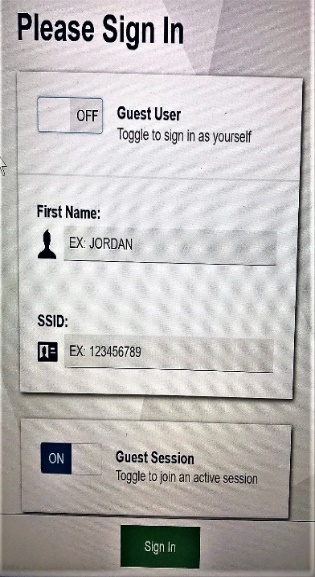 Please Sign In
OFF
Guest User
Toggle to sign in as yourself
First Name:
EX: JORDAN
SSID:
EX: 123456789
ON
Guest Session
Toggle to join an active session
Sign In